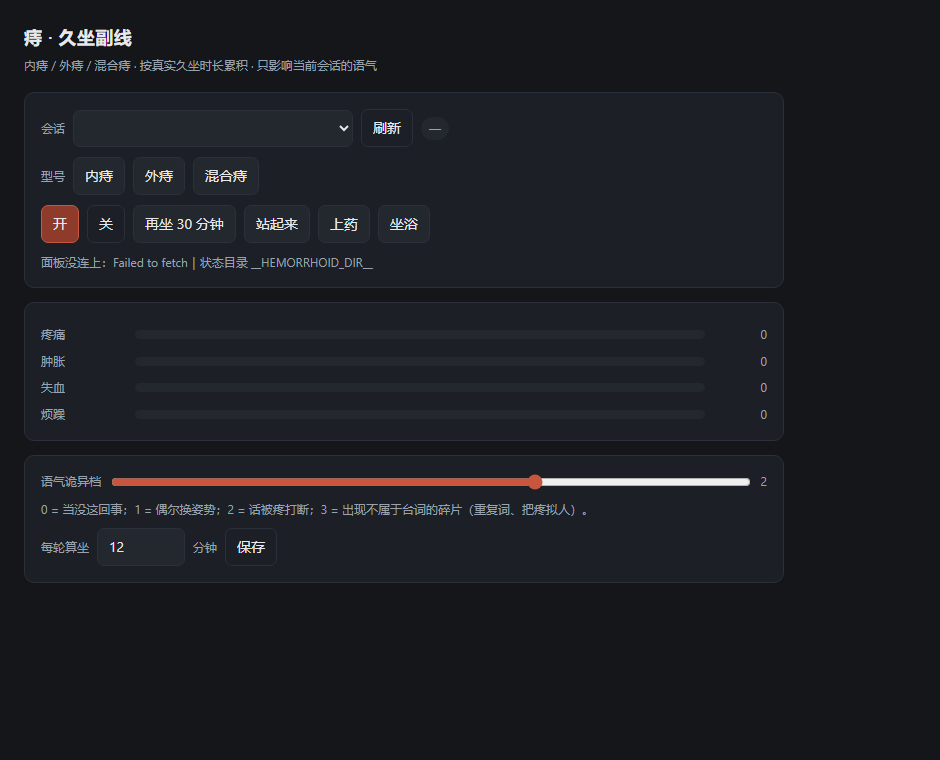 痔 · 久坐副线
内痔 / 外痔 / 混合痔 · 按真实久坐时长累积 · 只影响当前会话的语气
会话 刷新 —
型号 内痔 外痔 混合痔
开 关 再坐 30 分钟 站起来 上药 坐浴
面板没连上：Failed to fetch | 状态目录 __HEMORRHOID_DIR__
疼痛 0
肿胀 0
失血 0
烦躁 0
语气诡异档 2
0 = 当没这回事；1 = 偶尔换姿势；2 = 话被疼打断；3 = 出现不属于台词的碎片（重复词、把疼拟人）。
每轮算坐 12 分钟 保存